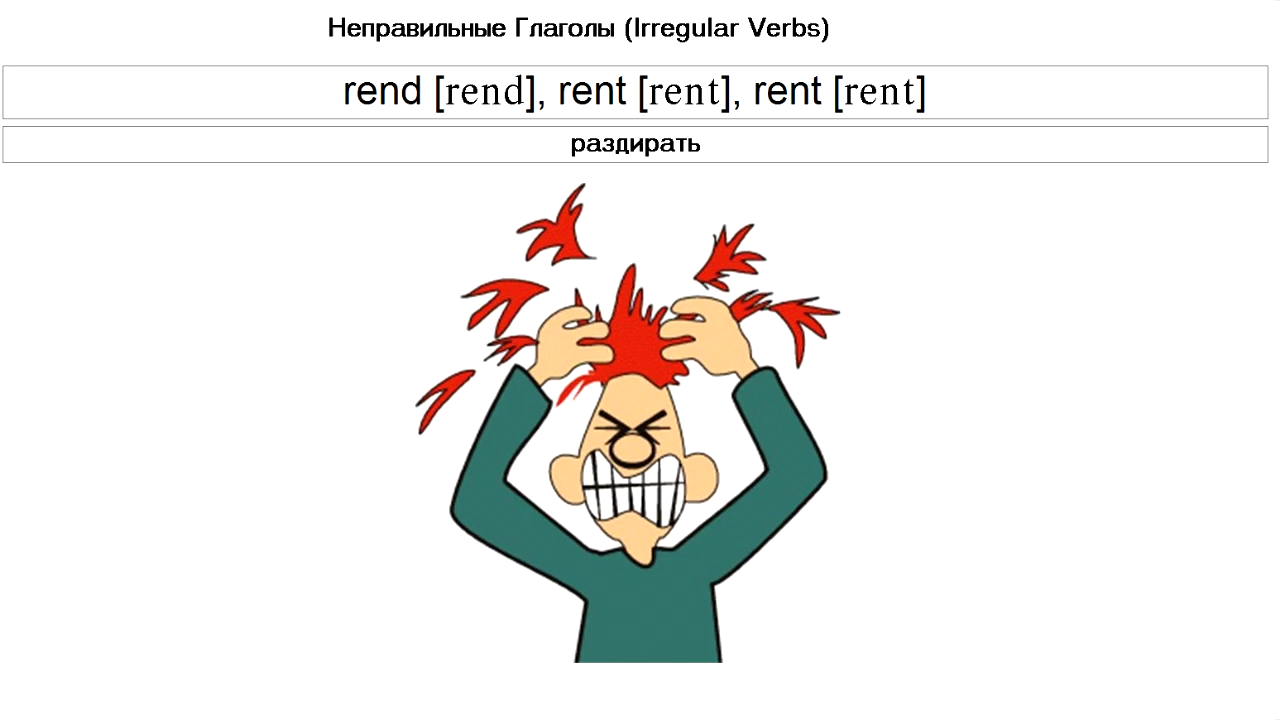 Неправильные Глаголы (Irregular Verbs)
rend [rend], rent [rent], rent [rent]
раздирать